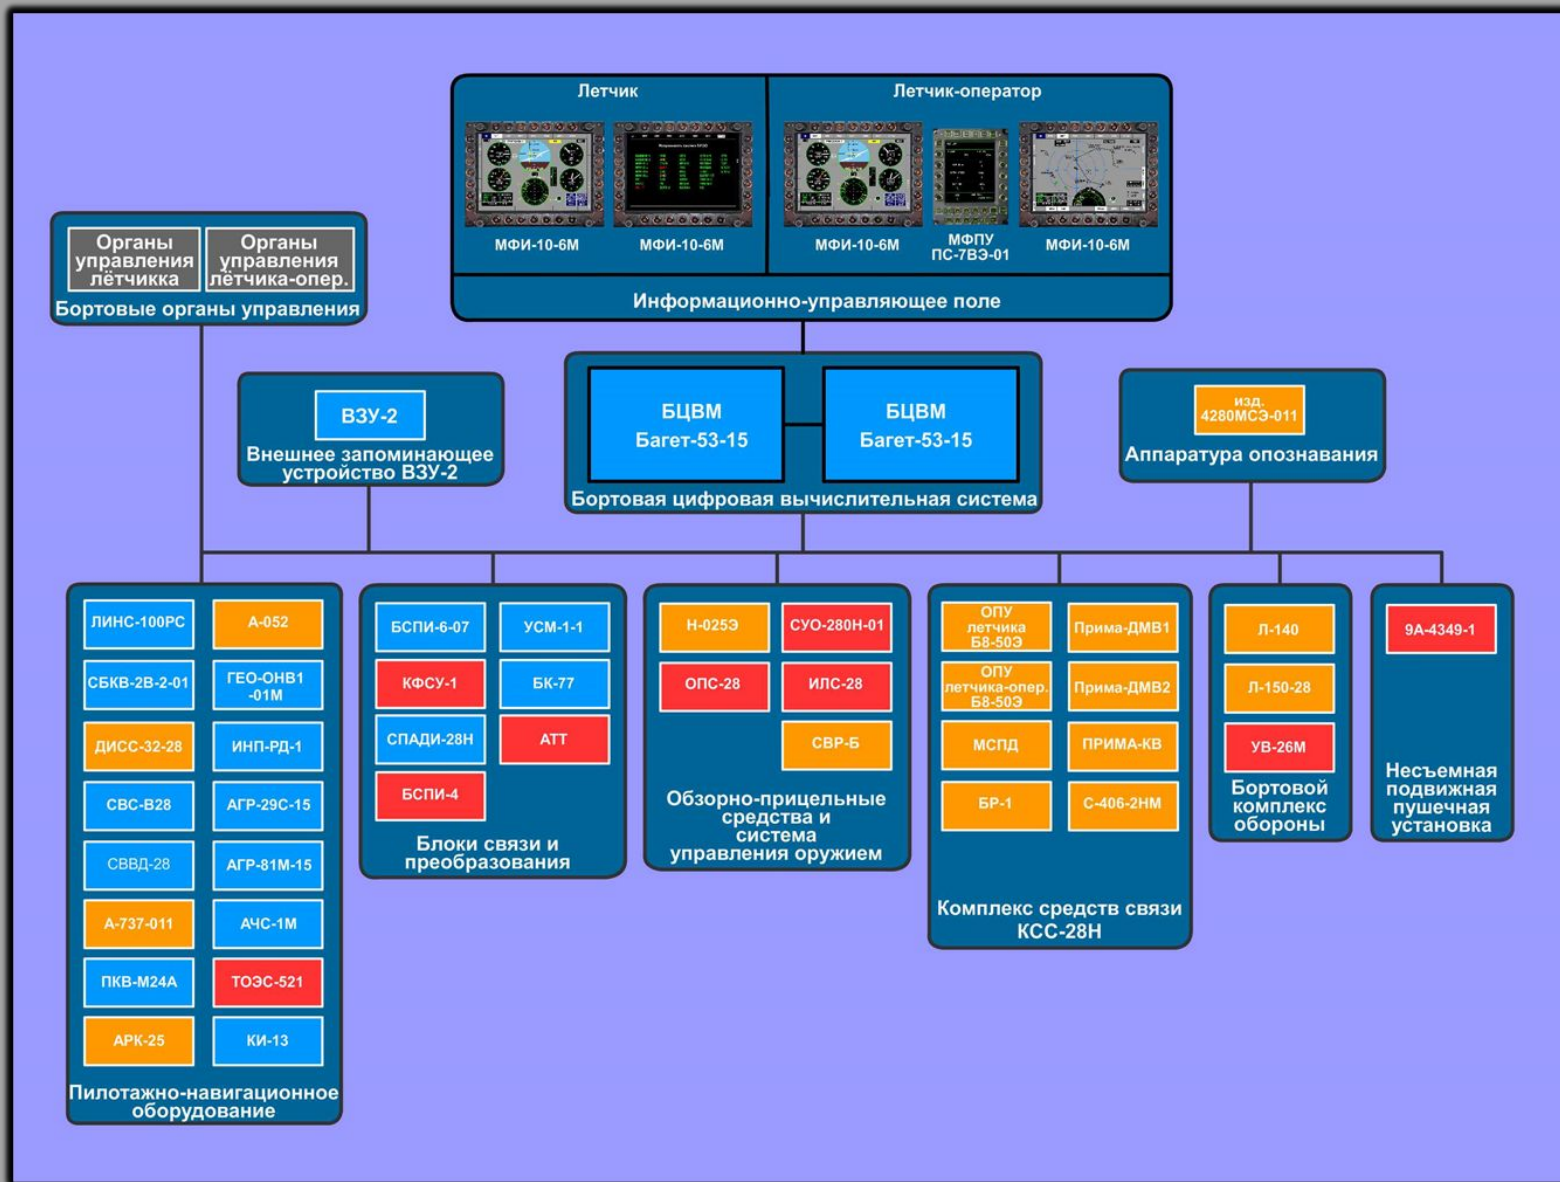 Летчик
Летчик-оператор
МФИ-10-6М
МФИ-10-6М
МФИ-10-6М
МФПУ
ПС-7ВЭ-01
МФИ-10-6М
Информационно-управляющее поле
Органы
управления
лётчикка
Органы
управления
лётчика-опер.
Бортовые органы управления
ВЗУ-2
Внешнее запоминающее
устройство ВЗУ-2
БЦВМ
Багет-53-15
БЦВМ
Багет-53-15
Бортовая цифровая вычислительная система
изд.
4280МСЭ-011
Аппаратура опознавания
ЛИНС-100РС
А-052
СБКВ-2В-2-01
ГЕО-ОНВ1
-01М
ДИСС-32-28
ИНП-РД-1
СВС-В28
АГР-29С-15
СВВД-28
АГР-81М-15
А-737-011
АЧС-1М
ПКВ-М24А
ТОЭС-521
АРК-25
КИ-13
Пилотажно-навигационное
оборудование
БСПИ-6-07
УСМ-1-1
КФСУ-1
БК-77
СПАДИ-28Н
АТТ
БСПИ-4
Блоки связи и
преобразования
Н-025Э
СУО-280Н-01
ОПС-28
ИЛС-28
СВР-Б
Обзорно-прицельные
средства и
система
управления оружием
ОПУ
летчика
Б8-50Э
Прима-ДМВ1
ОПУ
летчика-опер.
Б8-50Э
Прима-ДМВ2
МСПД
ПРИМА-КВ
БР-1
С-406-2НМ
Комплекс средств связи
КСС-28Н
Л-140
Л-150-28
УВ-26М
Бортовой
комплекс
обороны
9А-4349-1
Несъемная
подвижная
пушечная
установка